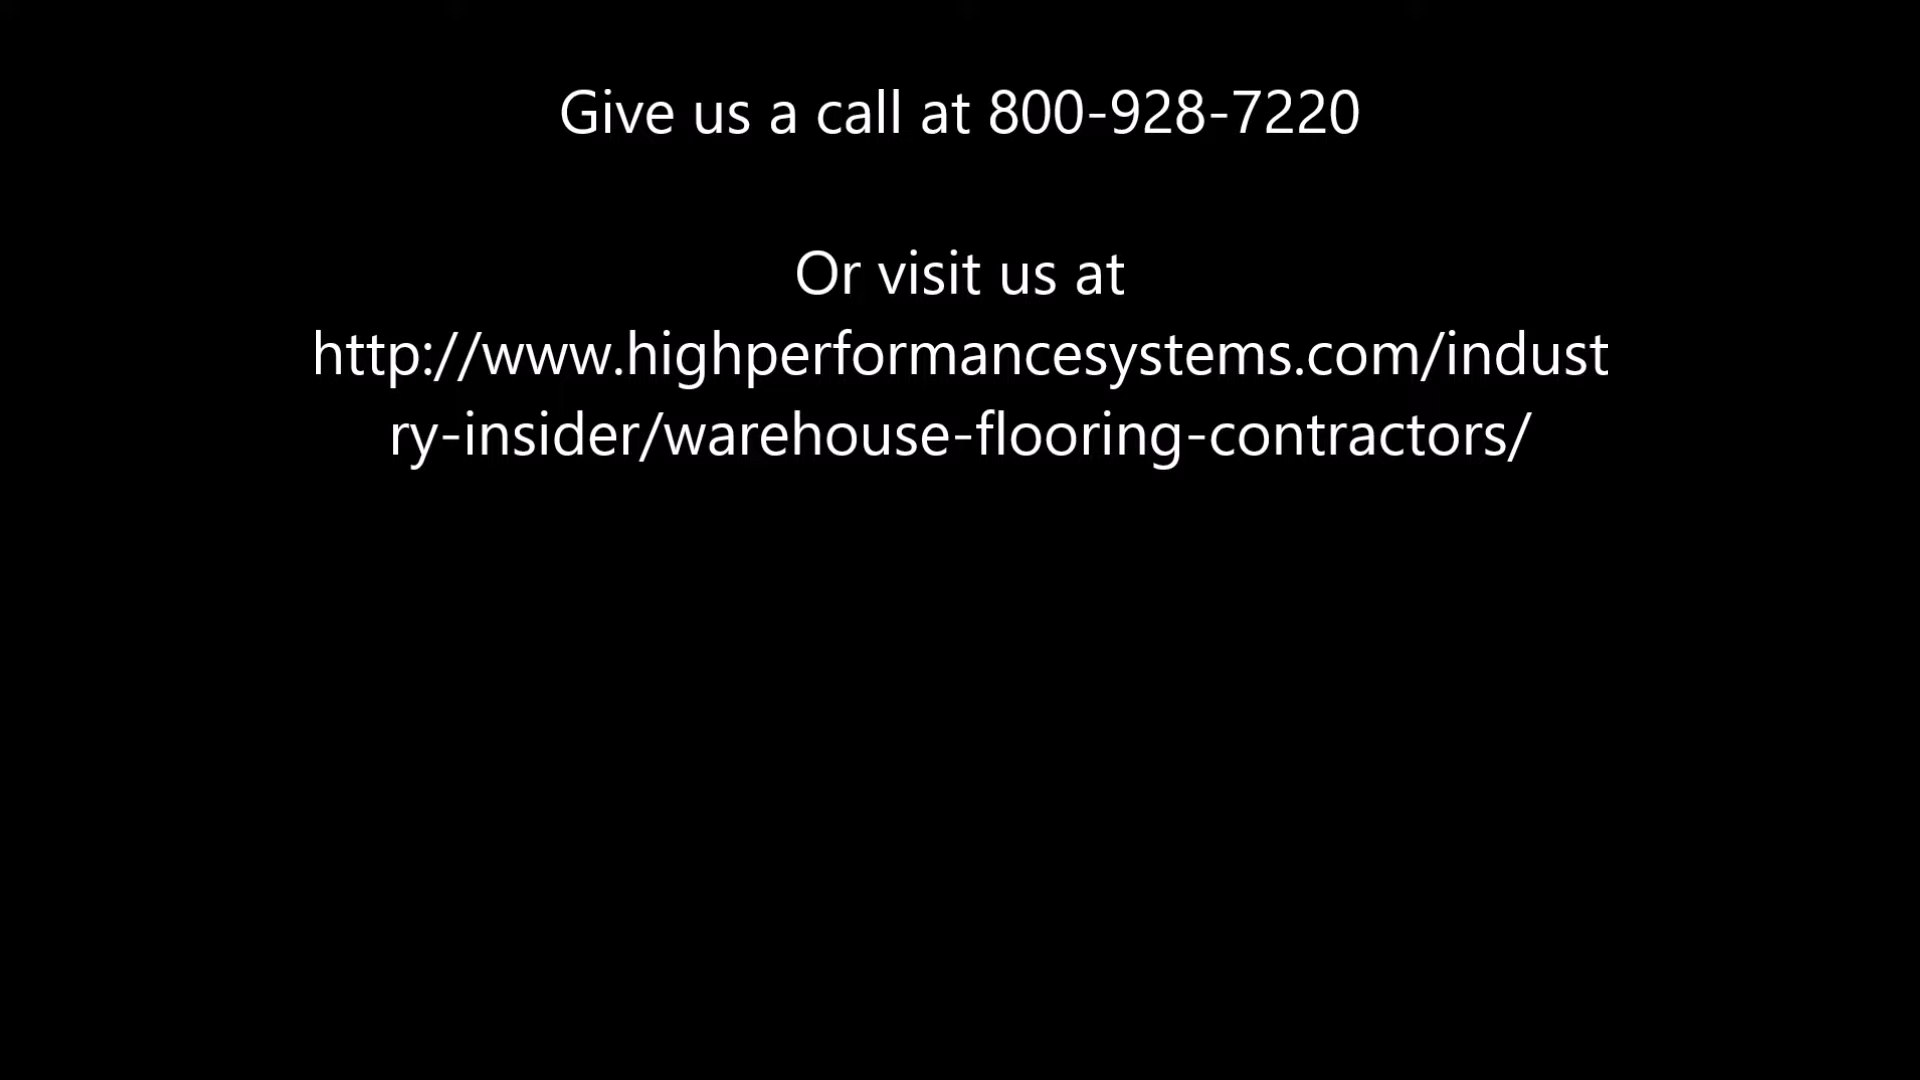 Give us a call at 800-928-7220
Or visit us at
http://www.highperformancesystems.com/indust
ry-insider/warehouse-flooring-contractors/